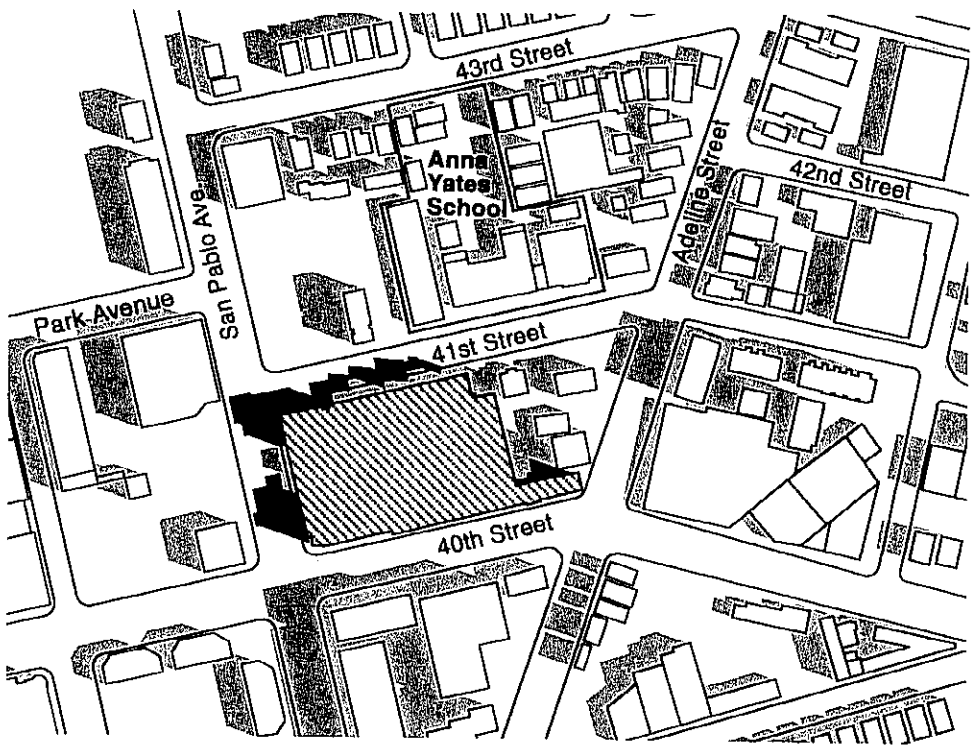 43rd Street
Anna
Yates
School
42nd Street
Adeline Street
San Pablo Ave.
Park Avenue
41st Street
40th Street